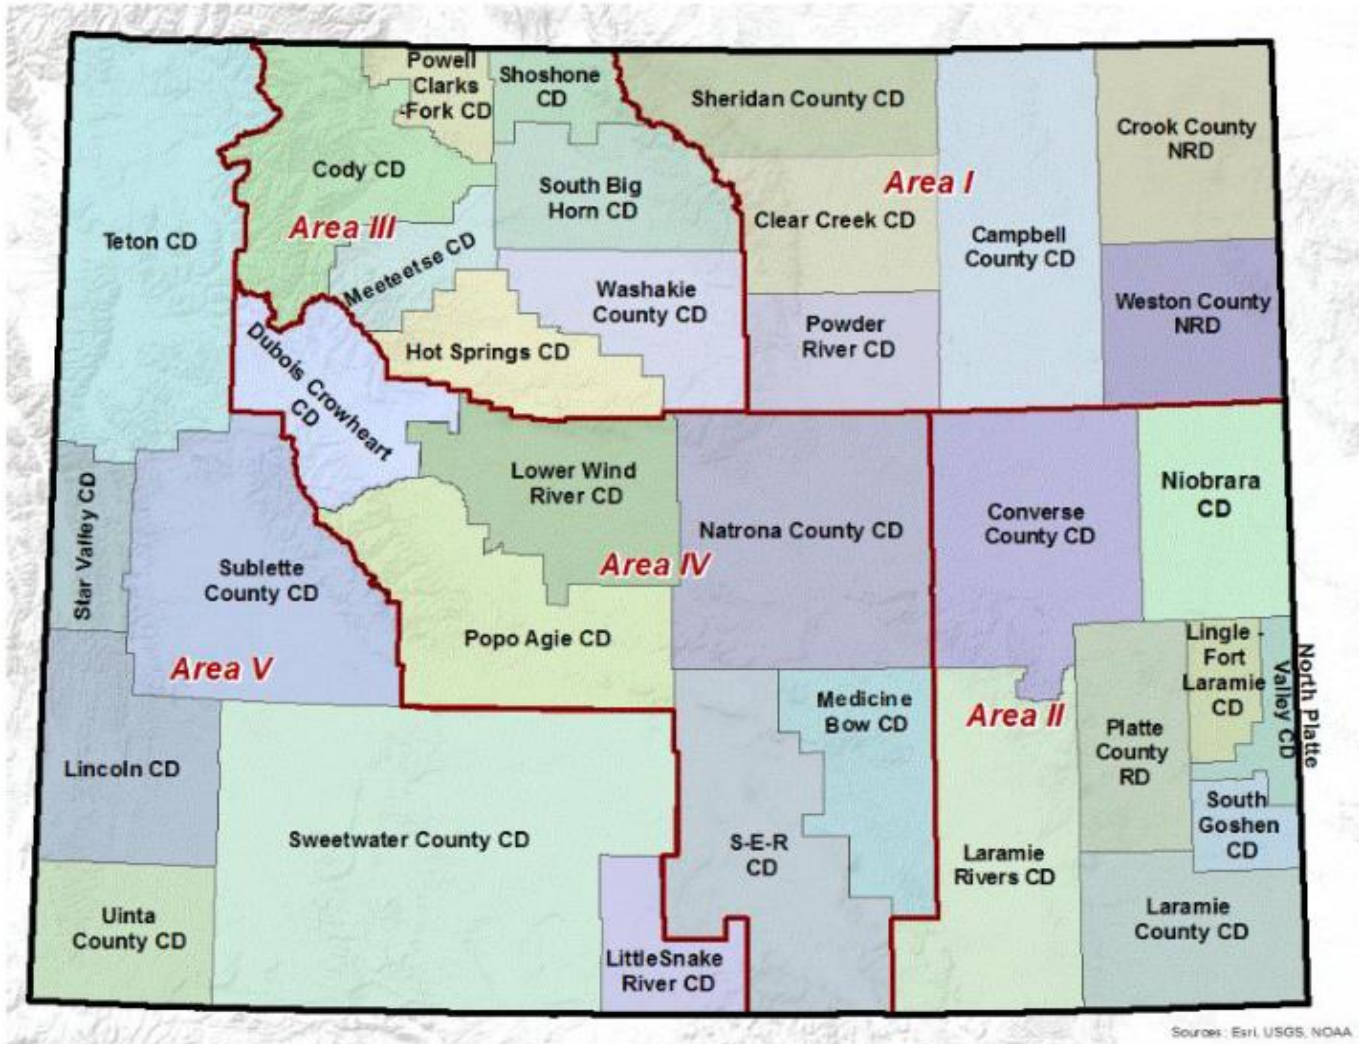 Powell
Clarks
-Fork CD
Shoshone
CD
Sheridan County CD
Crook County
NRD
Cody CD
South Big
Horn CD
Area I
Area III
Clear Creek CD
Teton CD
Meeteetse CD
Campbell
County CD
Washakie
County CD
Weston County
NRD
Powder
River CD
Hot Springs CD
Dubois Crowheart
CD
Lower Wind
River CD
Niobrara
CD
Star Valley CD
Natrona County CD
Converse
County CD
Sublette
County CD
Area IV
Popo Agie CD
Lingle -
Fort
Laramie
CD
North Platte
Valley CD
Area V
Medicine
Bow CD
Area II
Platte
County
RD
Lincoln CD
South
Goshen
CD
Sweetwater County CD
S-E-R
CD
Laramie
Rivers CD
Uinta
County CD
Laramie
County CD
LittleSnake
River CD
Sources: Esri, USGS, NOAA